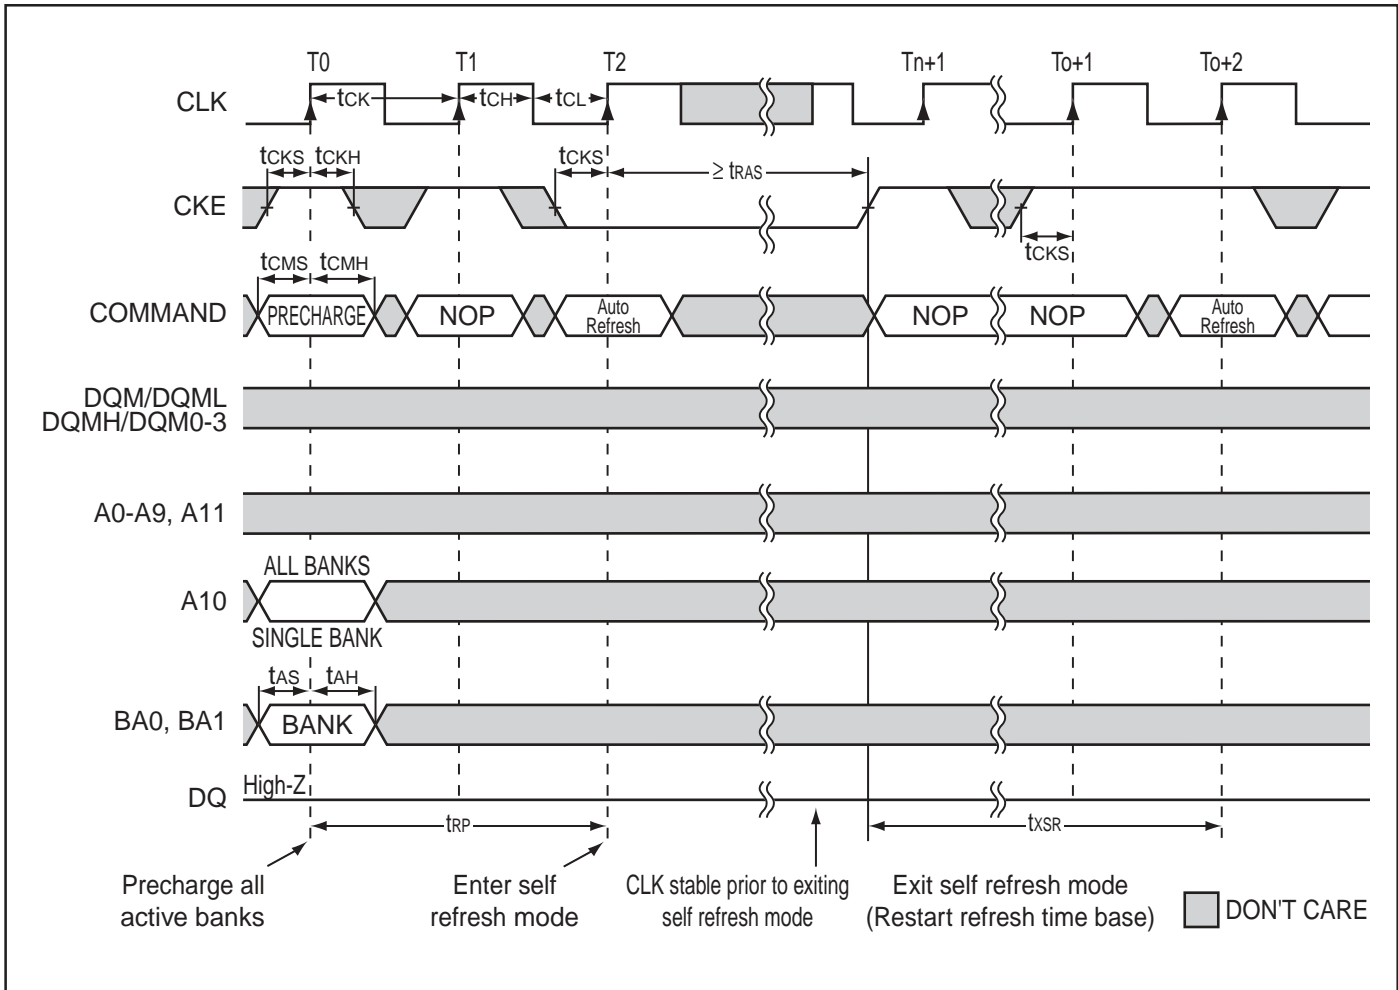 T0 T1 T2 Tn+1 To+1 To+2
CLK tCK tCH tCL
tCKS tCKH tCKS ≥ tRAS
CKE
tCKS
tCMS tCMH
COMMAND PRECHARGE NOP Auto Refresh NOP NOP Auto Refresh
DQM/DQML
DQMH/DQM0-3
A0-A9, A11
ALL BANKS
A10
SINGLE BANK
tAS tAH
BA0, BA1 BANK
DQ High-Z
tRP tXSR
Precharge all
active banks
Enter self
refresh mode
CLK stable prior to exiting
self refresh mode
Exit self refresh mode
(Restart refresh time base)
DON'T CARE